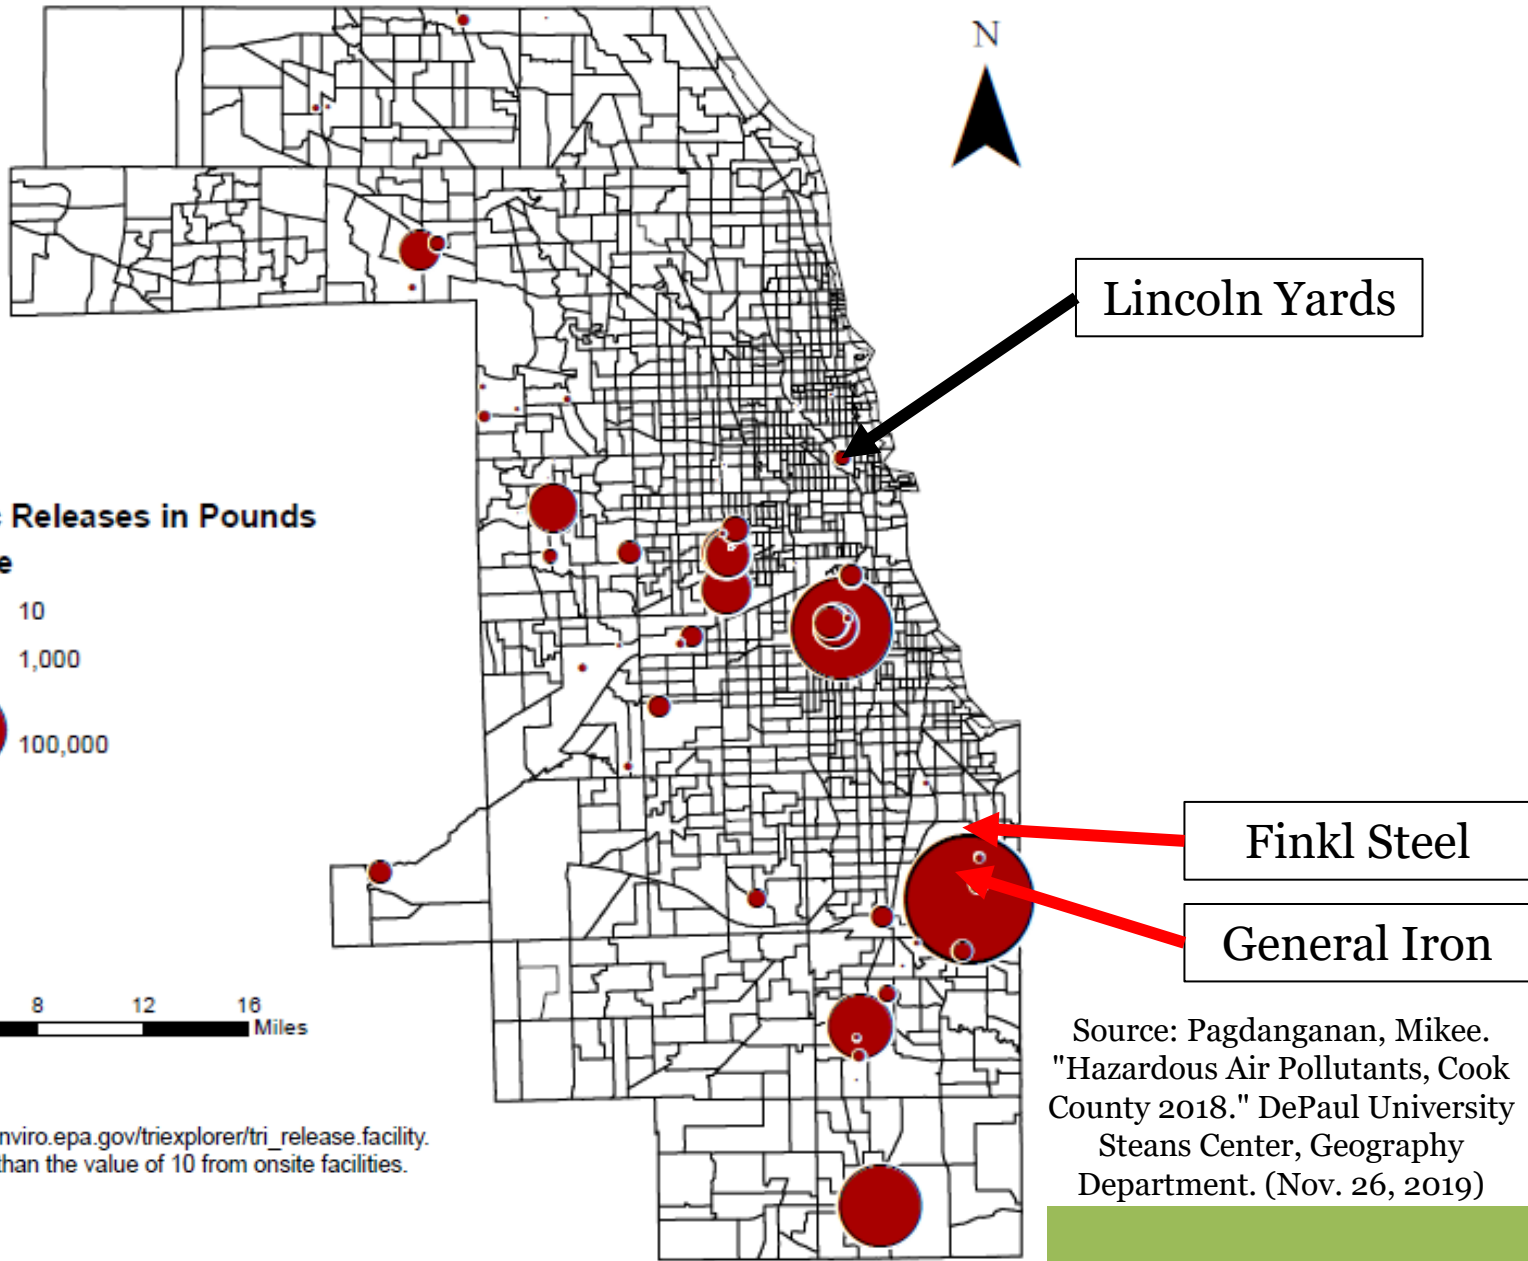 N
Lincoln Yards
Releases in Pounds
10
1,000
100,000
Finkl Steel
General Iron
8 12 16
Miles
Source: Pagdanganan, Mikee.
"Hazardous Air Pollutants, Cook
County 2018." DePaul University
Steans Center, Geography
Department. (Nov. 26, 2019)
nviro.epa.gov/triexplorer/tri_release.facility.
than the value of 10 from onsite facilities.